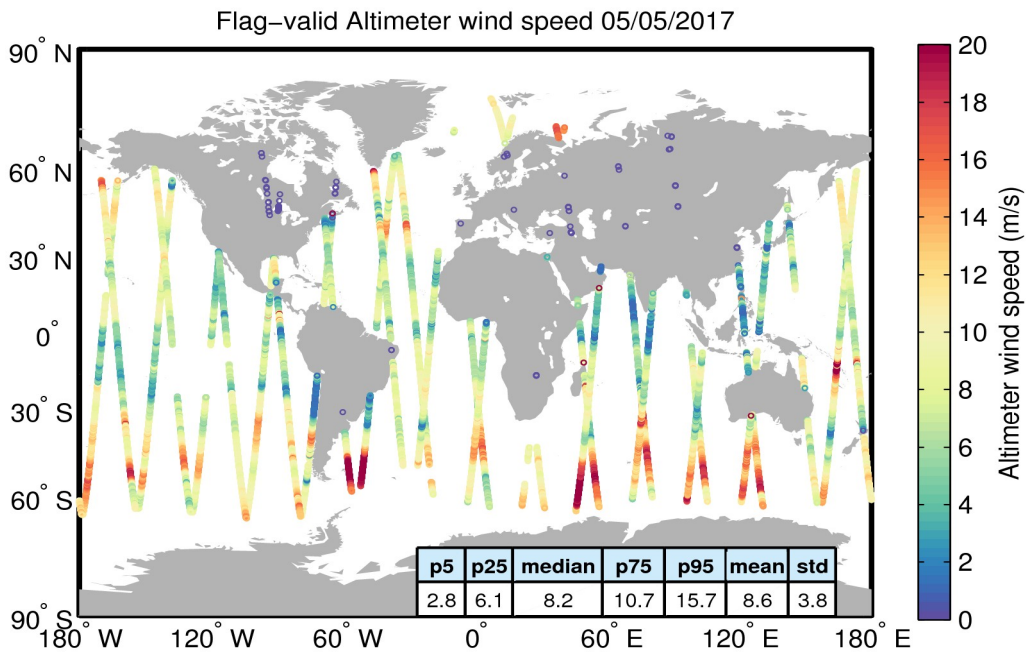 Flag−valid Altimeter wind speed 05/05/2017
90° N
60° N
30° N
0°
30° S
60° S
90° S
180° W
120° W
60° W
0°
60° E
120° E
180° E
p5 p25 median p75 p95 mean std
2.8 6.1 8.2 10.7 15.7 8.6 3.8
20
18
16
14
12
10
8
6
4
2
0
Altimeter wind speed (m/s)